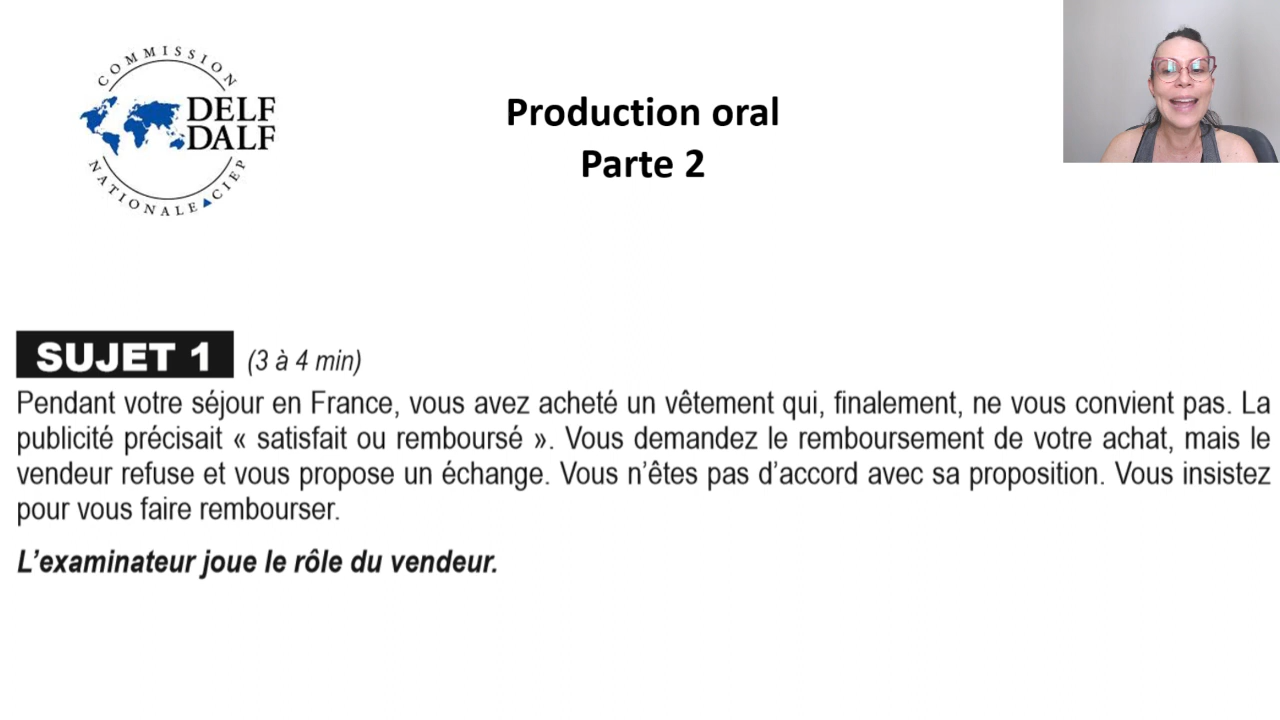 COMMISSION
DELF
DALF
NATIONALE CIEP
Production oral
Parte 2
SUJET 1 (3 à 4 min)
Pendant votre séjour en France, vous avez acheté un vêtement qui, finalement, ne vous convient pas. La
publicité précisait « satisfait ou remboursé ». Vous demandez le remboursement de votre achat, mais le
vendeur refuse et vous propose un échange. Vous n’êtes pas d’accord avec sa proposition. Vous insistez
pour vous faire rembourser.
L’examinateur joue le rôle du vendeur.